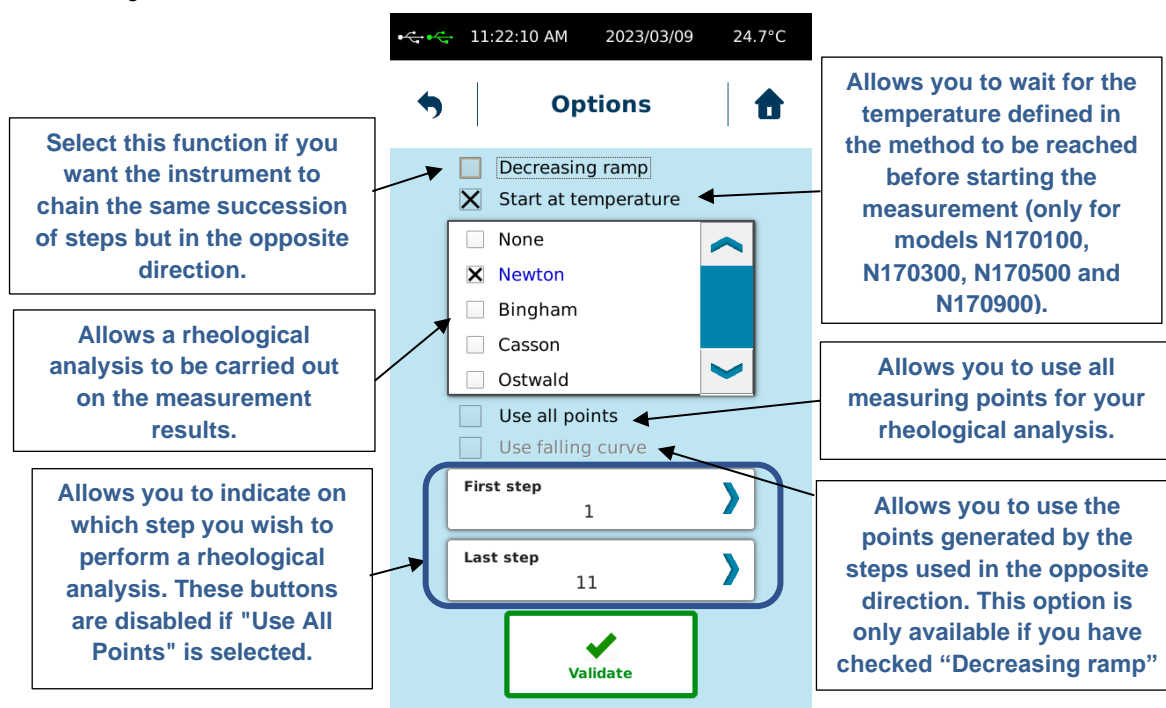 11:22:10 AM 2023/03/09 24.7°C
Options
Select this function if you
want the instrument to
chain the same succession
of steps but in the opposite
direction.
Allows a rheological
analysis to be carried out
on the measurement
results.
Allows you to indicate on
which step you wish to
perform a rheological
analysis. These buttons
are disabled if "Use All
Points" is selected.
Decreasing ramp
Start at temperature
None
Newton
Bingham
Casson
Ostwald
Use all points
Use falling curve
First step
1
Last step
11
Validate
Allows you to wait for the
temperature defined in
the method to be reached
before starting the
measurement (only for
models N170100,
N170300, N170500 and
N170900).
Allows you to use all
measuring points for your
rheological analysis.
Allows you to use the
points generated by the
steps used in the opposite
direction. This option is
only available if you have
checked “Decreasing ramp”